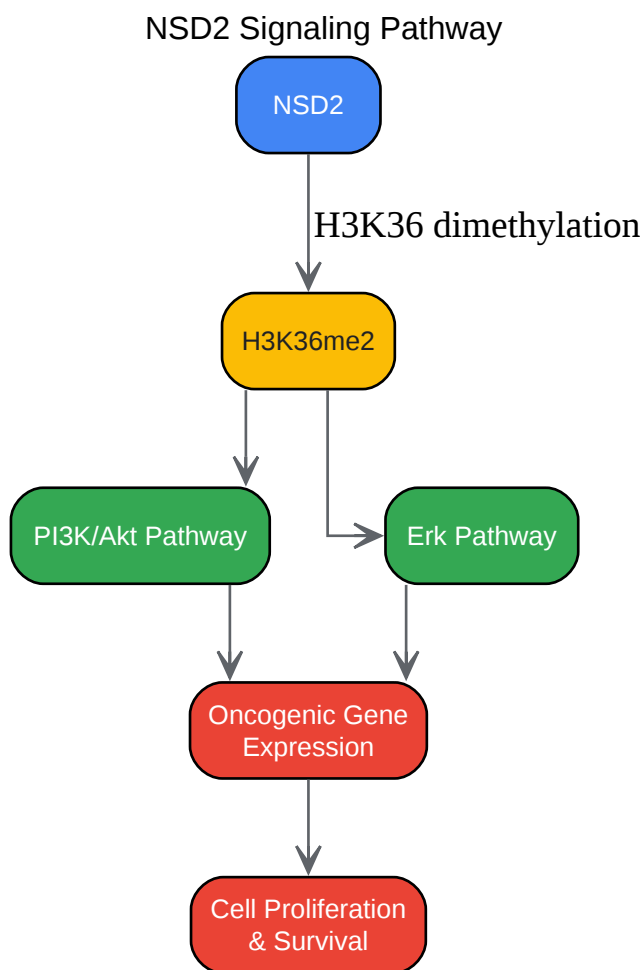 NSD2 Signaling Pathway
NSD2
H3K36 dimethylation
H3K36me2
PI3K/Akt Pathway
Erk Pathway
Oncogenic Gene
Expression
Cell Proliferation
& Survival